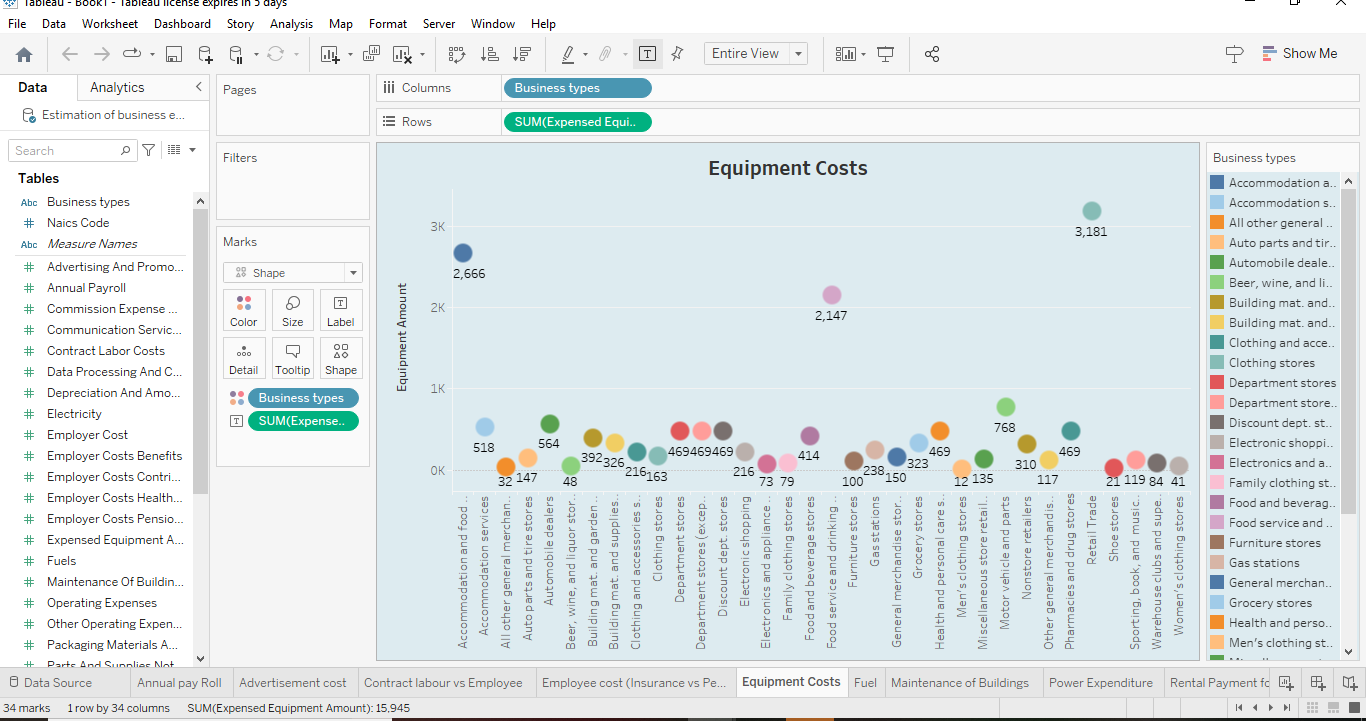 Tableau - Book1 - Tableau license expires in 5 days
File Data Worksheet Dashboard Story Analysis Map Format Server Window Help
Entire View
Show Me
Data
Analytics
Estimation of business e...
Search
Tables
Abc Business types
# Naics Code
Abc Measure Names
# Advertising And Promo...
# Annual Payroll
# Commission Expense ...
# Communication Servic...
# Contract Labor Costs
# Data Processing And C...
# Depreciation And Amo...
# Electricity
# Employer Cost
# Employer Costs Benefits
# Employer Costs Contri...
# Employer Costs Health...
# Employer Costs Pensio...
# Expensed Equipment A...
# Fuels
# Maintenance Of Buildin...
# Operating Expenses
# Other Operating Expen...
# Packaging Materials A...
# Parts And Supplies Not
Pages
Filters
Marks
Shape
Color
Size
Label
Detail
Tooltip
Shape
Business types
SUM(Expense..
Columns
Business types
Rows
SUM(Expensed Equi..
Equipment Costs
Equipment Amount
3K
2K
1K
0K
2,666
518
32
147
564
48
392
326
216
163
469
469
469
216
73
79
414
2,147
100
238
150
323
469
12
135
768
310
117
469
3,181
21
119
84
41
Accommodation and food ..
Accommodation services
All other general merchan..
Auto parts and tire stores
Automobile dealers
Beer, wine, and liquor stor..
Building mat. and garden ..
Building mat. and supplies..
Clothing and accessories s..
Clothing stores
Department stores
Department stores (excep..
Discount dept. stores
Electronic shopping
Electronics and appliance ..
Family clothing stores
Food and beverage stores
Food service and drinking ..
Furniture stores
Gas stations
General merchandise stor..
Grocery stores
Health and personal care s..
Men's clothing stores
Miscellaneous store retail..
Motor vehicle and parts
Nonstore retailers
Other general merchandis..
Pharmacies and drug stores
Retail Trade
Shoe stores
Sporting, book, and music..
Warehouse clubs and supe..
Women's clothing stores
Business types
Accommodation a..
Accommodation s..
All other general ..
Auto parts and tir..
Automobile deale..
Beer, wine, and li..
Building mat. and..
Building mat. and..
Clothing and acce..
Clothing stores
Department stores
Department store..
Discount dept. st..
Electronic shoppi..
Electronics and a..
Family clothing st..
Food and beverag..
Food service and ..
Furniture stores
Gas stations
General merchan..
Grocery stores
Health and perso..
Men's clothing st..
Data Source
Annual pay Roll
Advertisement cost
Contract labour vs Employee
Employee cost (Insurance vs Pe...
Equipment Costs
Fuel
Maintenance of Buildings
Power Expenditure
Rental Payment fo
34 marks 1 row by 34 columns SUM(Expensed Equipment Amount): 15,945